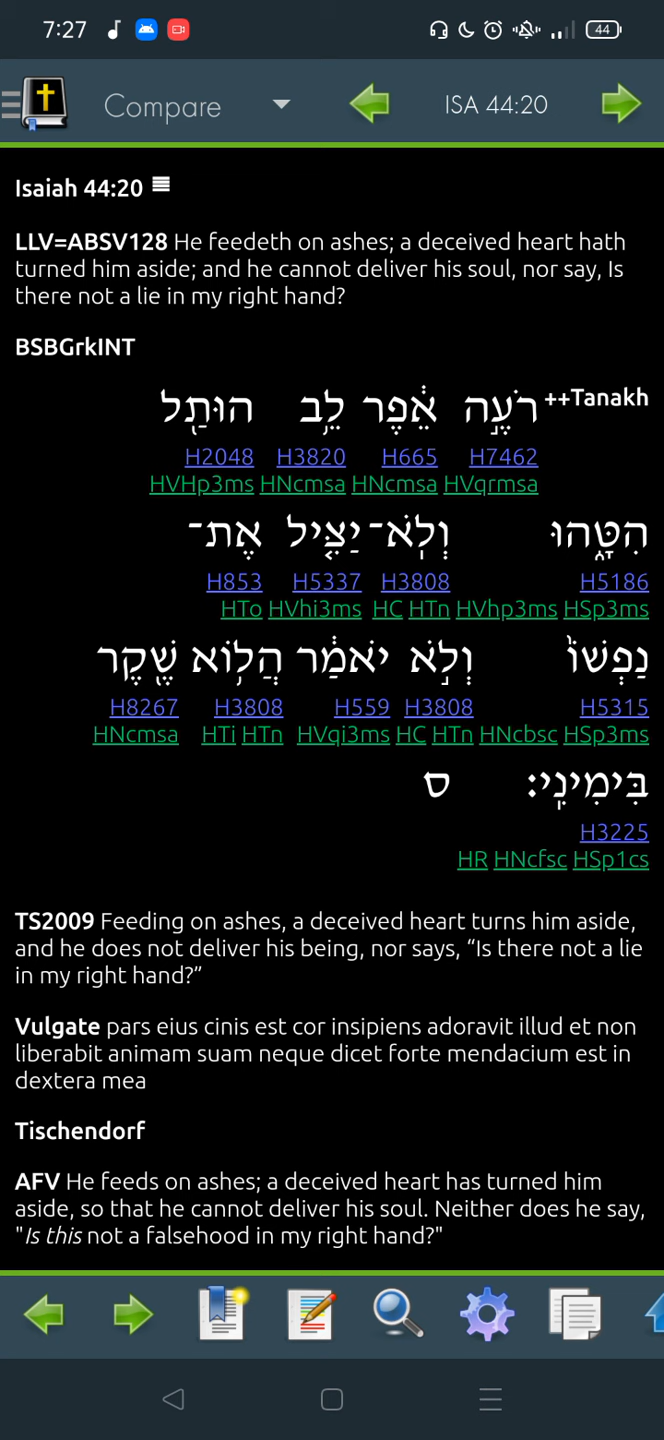 7:27
44
Compare
ISA 44:20
Isaiah 44:20
LLV=ABSV128 He feedeth on ashes; a deceived heart hath
turned him aside; and he cannot deliver his soul, nor say, Is
there not a lie in my right hand?
BSBGrkINT
++Tanakh רֹעֶ֣ה אֵ֔פֶר לֵ֥ב הוּתַ֖ל
H2048 H3820 H665 H7462
HVHp3ms HNcmsa HNcmsa HVqrmsa
הִטָּ֑הוּ וְלֹֽא־ יַצִּ֤יל אֶת־
H853 H5337 H3808 H5186
HTo HVhi3ms HC HTn HVhp3ms HSp3ms
נַפְשׁוֹ֙ וְלֹ֣א יֹאמַ֔ר הֲל֥וֹא שֶׁ֖קֶר
H8267 H3808 H559 H3808 H5315
HNcmsa HTi HTn HVqi3ms HC HTn HNcbsc HSp3ms
בִּימִינִֽי׃ ס
H3225
HR HNcfsc HSp1cs
TS2009 Feeding on ashes, a deceived heart turns him aside,
and he does not deliver his being, nor says, “Is there not a lie
in my right hand?”
Vulgate pars eius cinis est cor insipiens adoravit illud et non
liberabit animam suam neque dicet forte mendacium est in
dextera mea
Tischendorf
AFV He feeds on ashes; a deceived heart has turned him
aside, so that he cannot deliver his soul. Neither does he say,
"Is this not a falsehood in my right hand?"